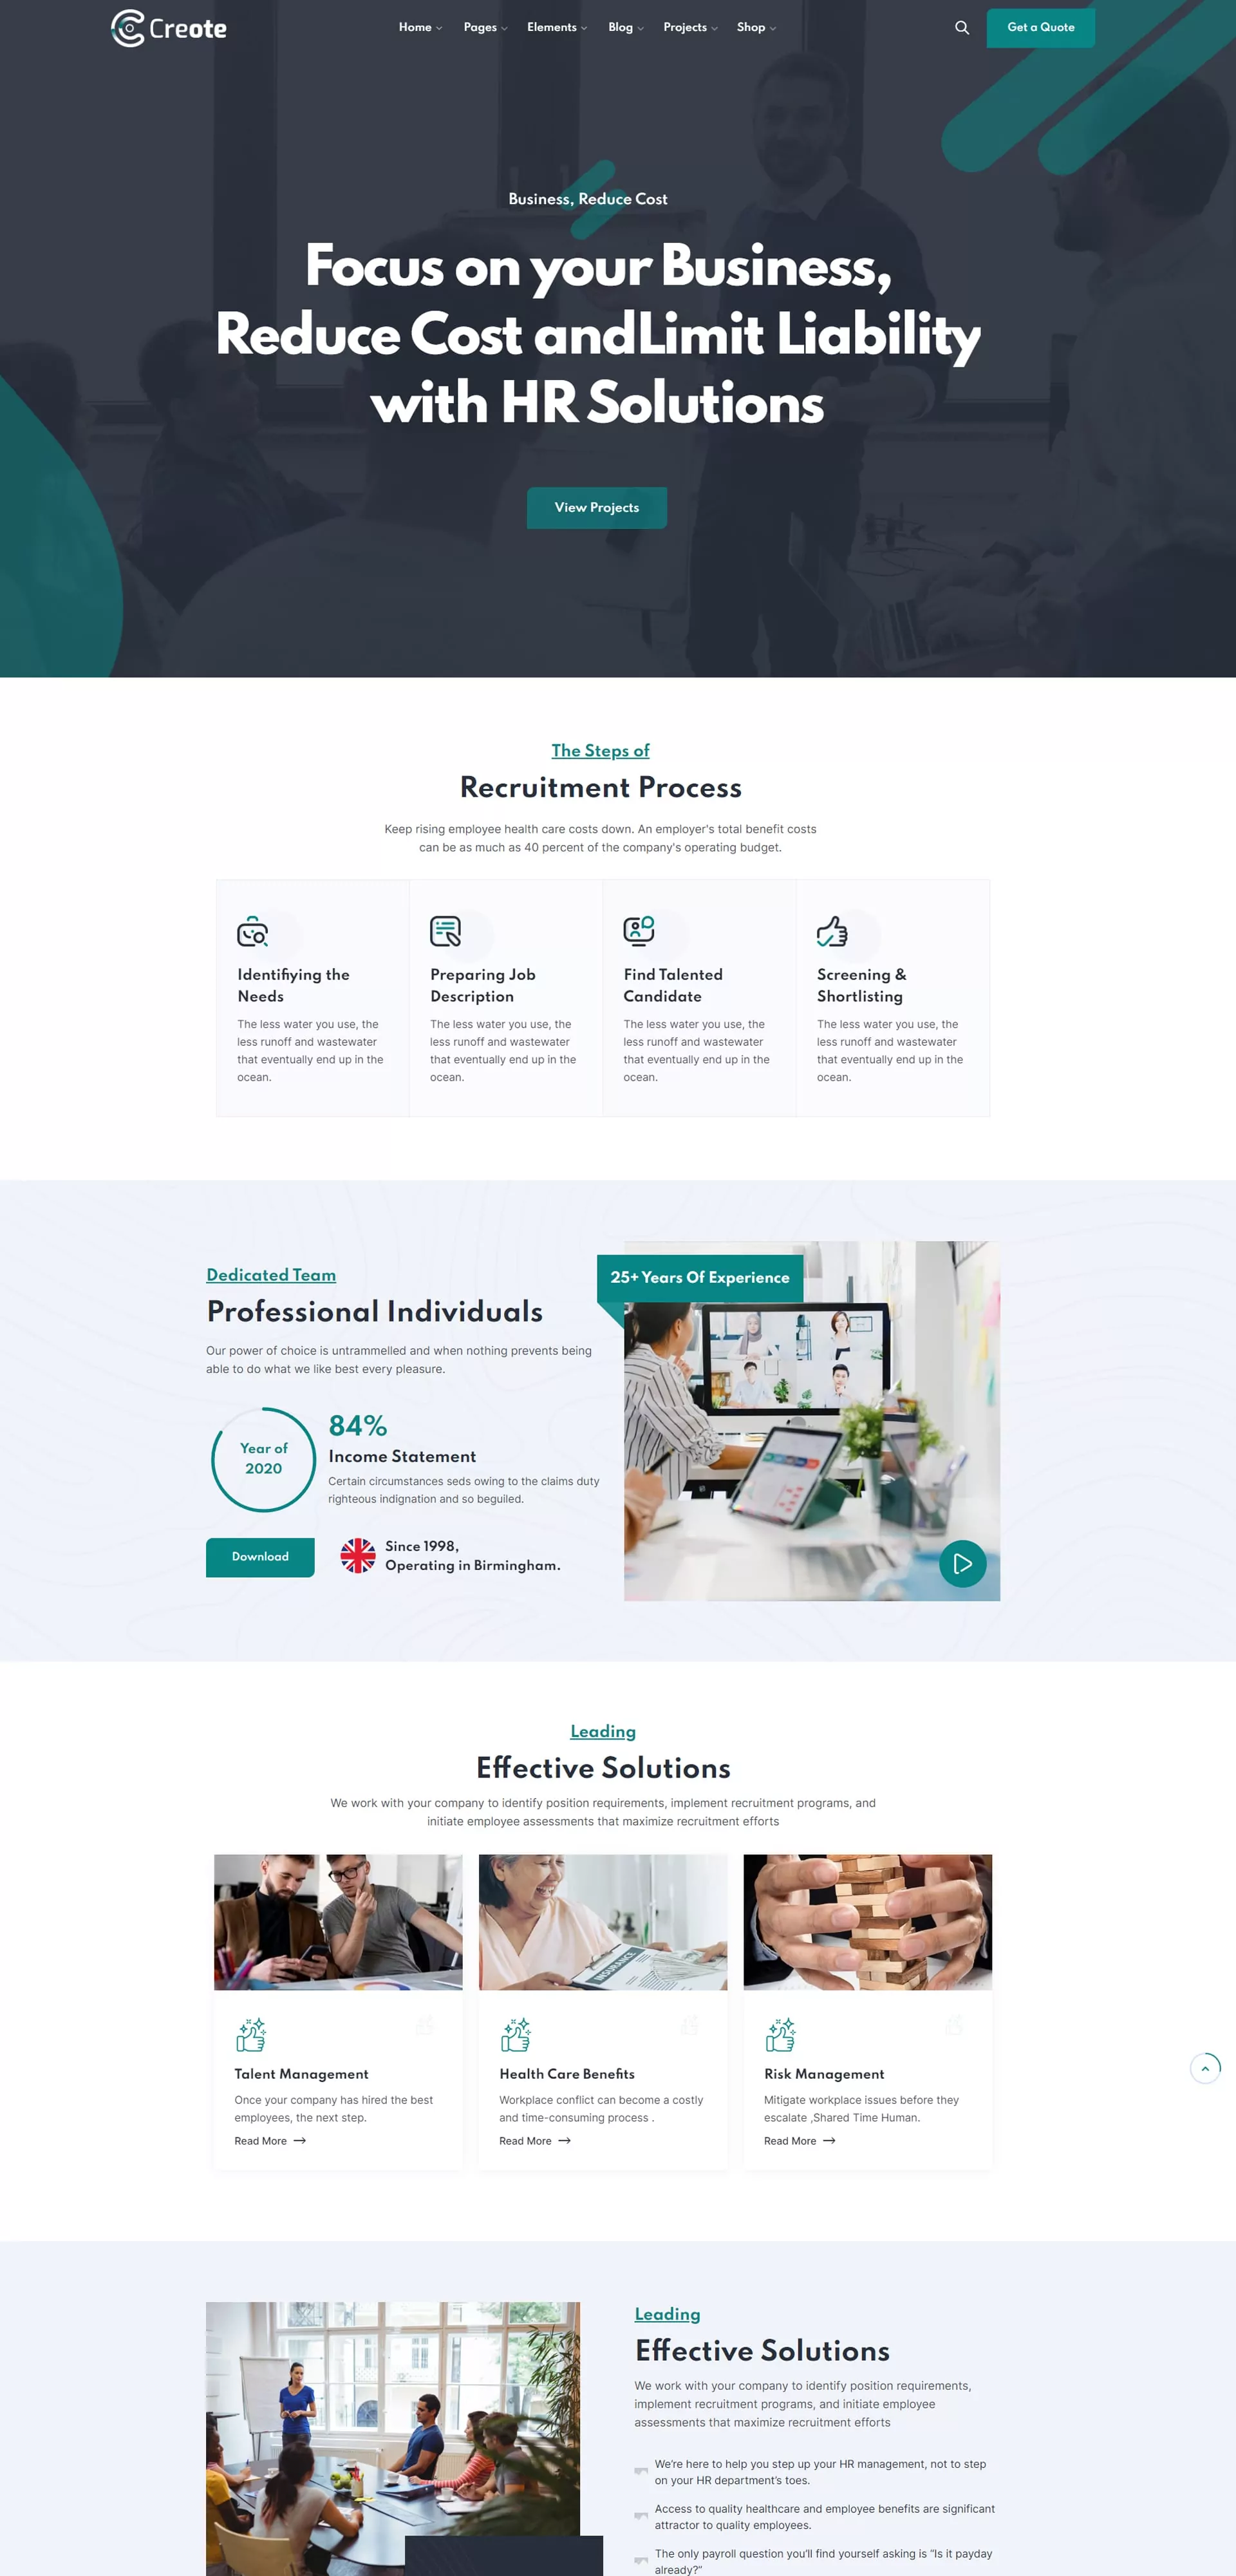 Creote
Home Pages Elements Blog Projects Shop
Get a Quote
Business, Reduce Cost
Focus on your Business,
Reduce Cost andLimit Liability
with HR Solutions
View Projects
The Steps of
Recruitment Process
Keep rising employee health care costs down. An employer's total benefit costs
can be as much as 40 percent of the company's operating budget.
Identifiying the
Needs
The less water you use, the
less runoff and wastewater
that eventually end up in the
ocean.
Preparing Job
Description
The less water you use, the
less runoff and wastewater
that eventually end up in the
ocean.
Find Talented
Candidate
The less water you use, the
less runoff and wastewater
that eventually end up in the
ocean.
Screening &
Shortlisting
The less water you use, the
less runoff and wastewater
that eventually end up in the
ocean.
Dedicated Team
Professional Individuals
Our power of choice is untrammelled and when nothing prevents being
able to do what we like best every pleasure.
Year of
2020
84%
Income Statement
Certain circumstances seds owing to the claims duty
righteous indignation and so beguiled.
Download
Since 1998,
Operating in Birmingham.
25+ Years Of Experience
Leading
Effective Solutions
We work with your company to identify position requirements, implement recruitment programs, and
initiate employee assessments that maximize recruitment efforts
INSURANCE
Talent Management
Once your company has hired the best
employees, the next step.
Read More
Health Care Benefits
Workplace conflict can become a costly
and time-consuming process .
Read More
Risk Management
Mitigate workplace issues before they
escalate ,Shared Time Human.
Read More
Leading
Effective Solutions
We work with your company to identify position requirements,
implement recruitment programs, and initiate employee
assessments that maximize recruitment efforts
We're here to help you step up your HR management, not to step
on your HR department's toes.
Access to quality healthcare and employee benefits are significant
attractor to quality employees.
The only payroll question you'll find yourself asking is "Is it payday
already?"